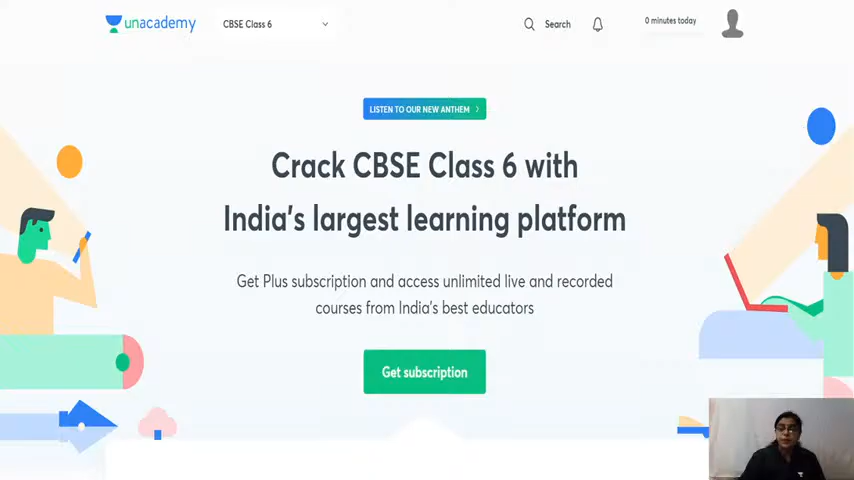 unacademy
CBSE Class 6
Search
0 minutes today
LISTEN TO OUR NEW ANTHEM
Crack CBSE Class 6 with
India's largest learning platform
Get Plus subscription and access unlimited live and recorded
courses from India's best educators
Get subscription